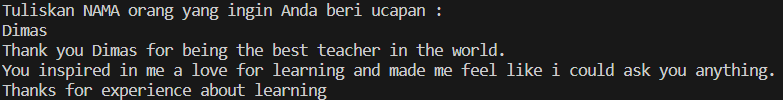 Tuliskan NAMA orang yang ingin Anda beri ucapan :
Dimas
Thank you Dimas for being the best teacher in the world.
You inspired in me a love for learning and made me feel like i could ask you anything.
Thanks for experience about learning